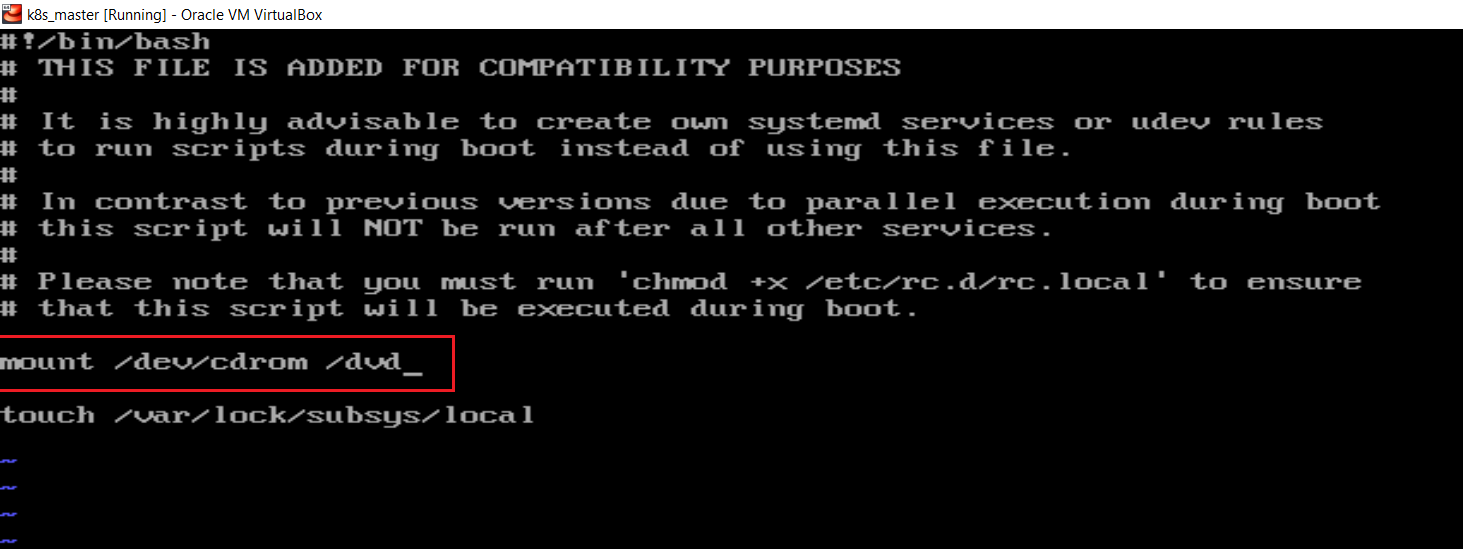 k8s_master [Running] - Oracle VM VirtualBox
#!/bin/bash
# THIS FILE IS ADDED FOR COMPATIBILITY PURPOSES
#
# It is highly advisable to create own systemd services or udev rules
# to run scripts during boot instead of using this file.
#
# In contrast to previous versions due to parallel execution during boot
# this script will NOT be run after all other services.
#
# Please note that you must run 'chmod +x /etc/rc.d/rc.local' to ensure
# that this script will be executed during boot.
mount /dev/cdrom /dvd_
touch /var/lock/subsys/local
~
~
~
~